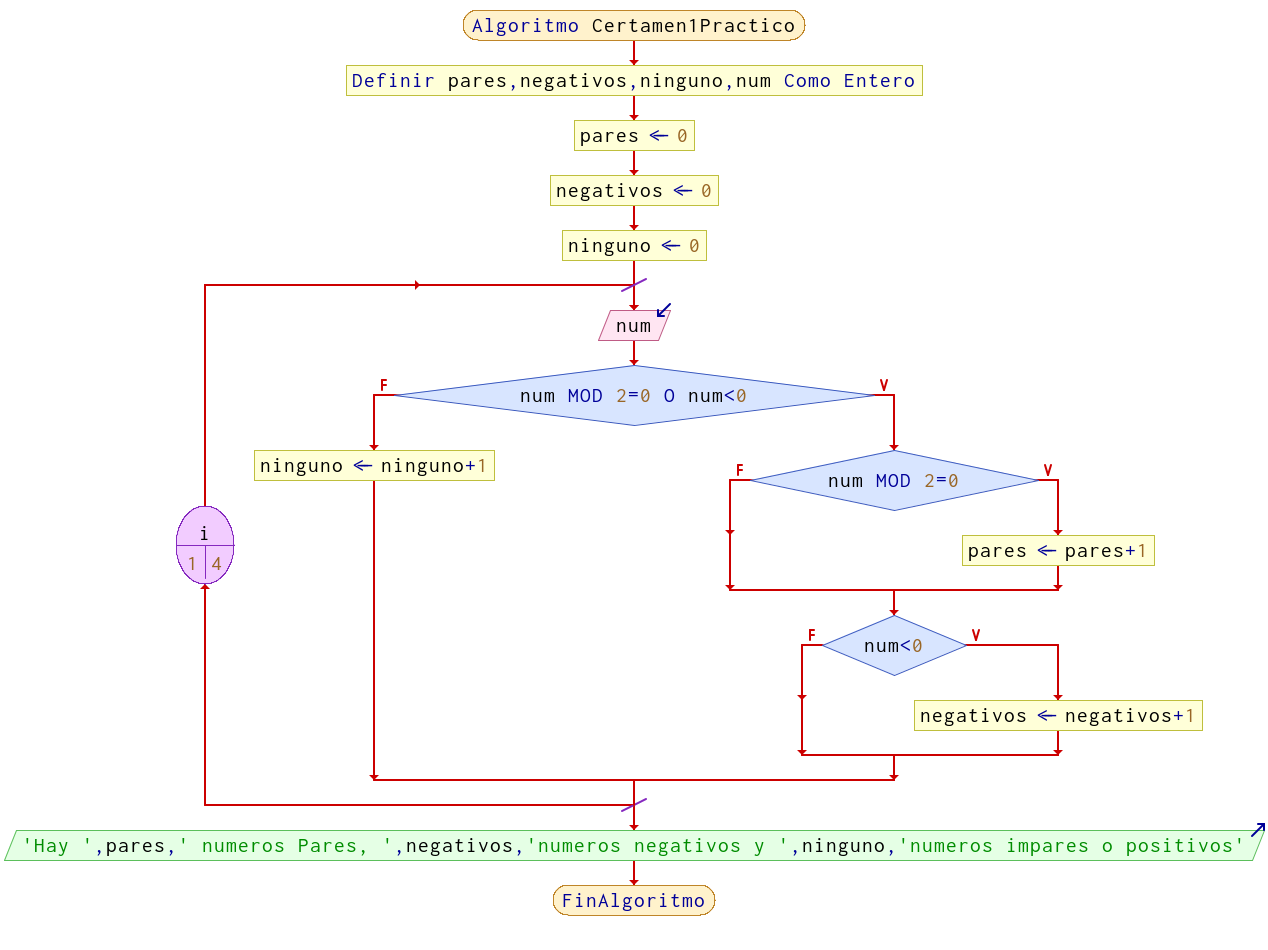 Algoritmo Certamen1Practico
Definir pares,negativos,ninguno,num Como Entero
pares ← 0
negativos ← 0
ninguno ← 0
num
F
num MOD 2=0 O num<0
V
ninguno ← ninguno+1
F
num MOD 2=0
V
i
1 4
pares ← pares+1
F
num<0
V
negativos ← negativos+1
'Hay ',pares,' numeros Pares, ',negativos,'numeros negativos y ',ninguno,'numeros impares o positivos'
FinAlgoritmo